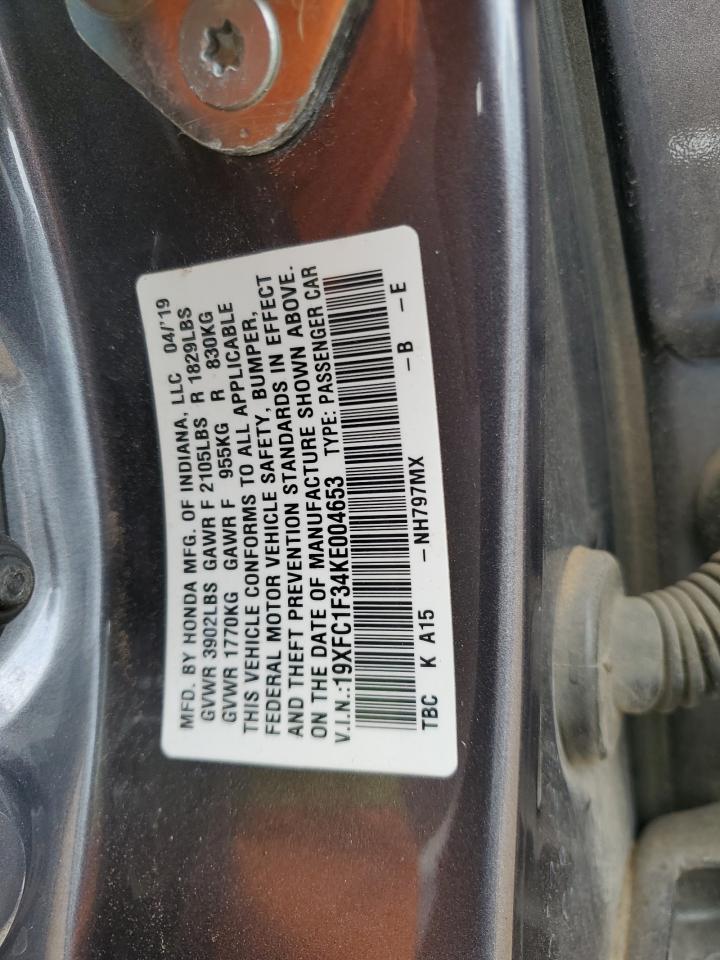 MFD. BY HONDA MFG. OF INDIANA, LLC 04/'19
GVWR 3902LBS GAWR F 2105LBS R 1829LBS
GVWR 1770KG GAWR F 955KG R 830KG
THIS VEHICLE CONFORMS TO ALL APPLICABLE
FEDERAL MOTOR VEHICLE SAFETY, BUMPER,
AND THEFT PREVENTION STANDARDS IN EFFECT
ON THE DATE OF MANUFACTURE SHOWN ABOVE.
V.I.N.:19XFC1F34KE004653 TYPE: PASSENGER CAR
TBC K A15 -NH797MX -B -E